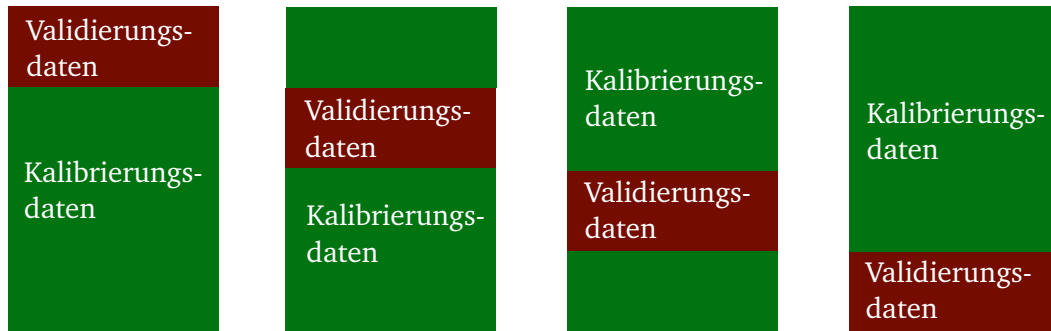 Validierungs-
daten
Kalibrierungs-
daten
Validierungs-
daten
Kalibrierungs-
daten
Kalibrierungs-
daten
Validierungs-
daten
Kalibrierungs-
daten
Validierungs-
daten